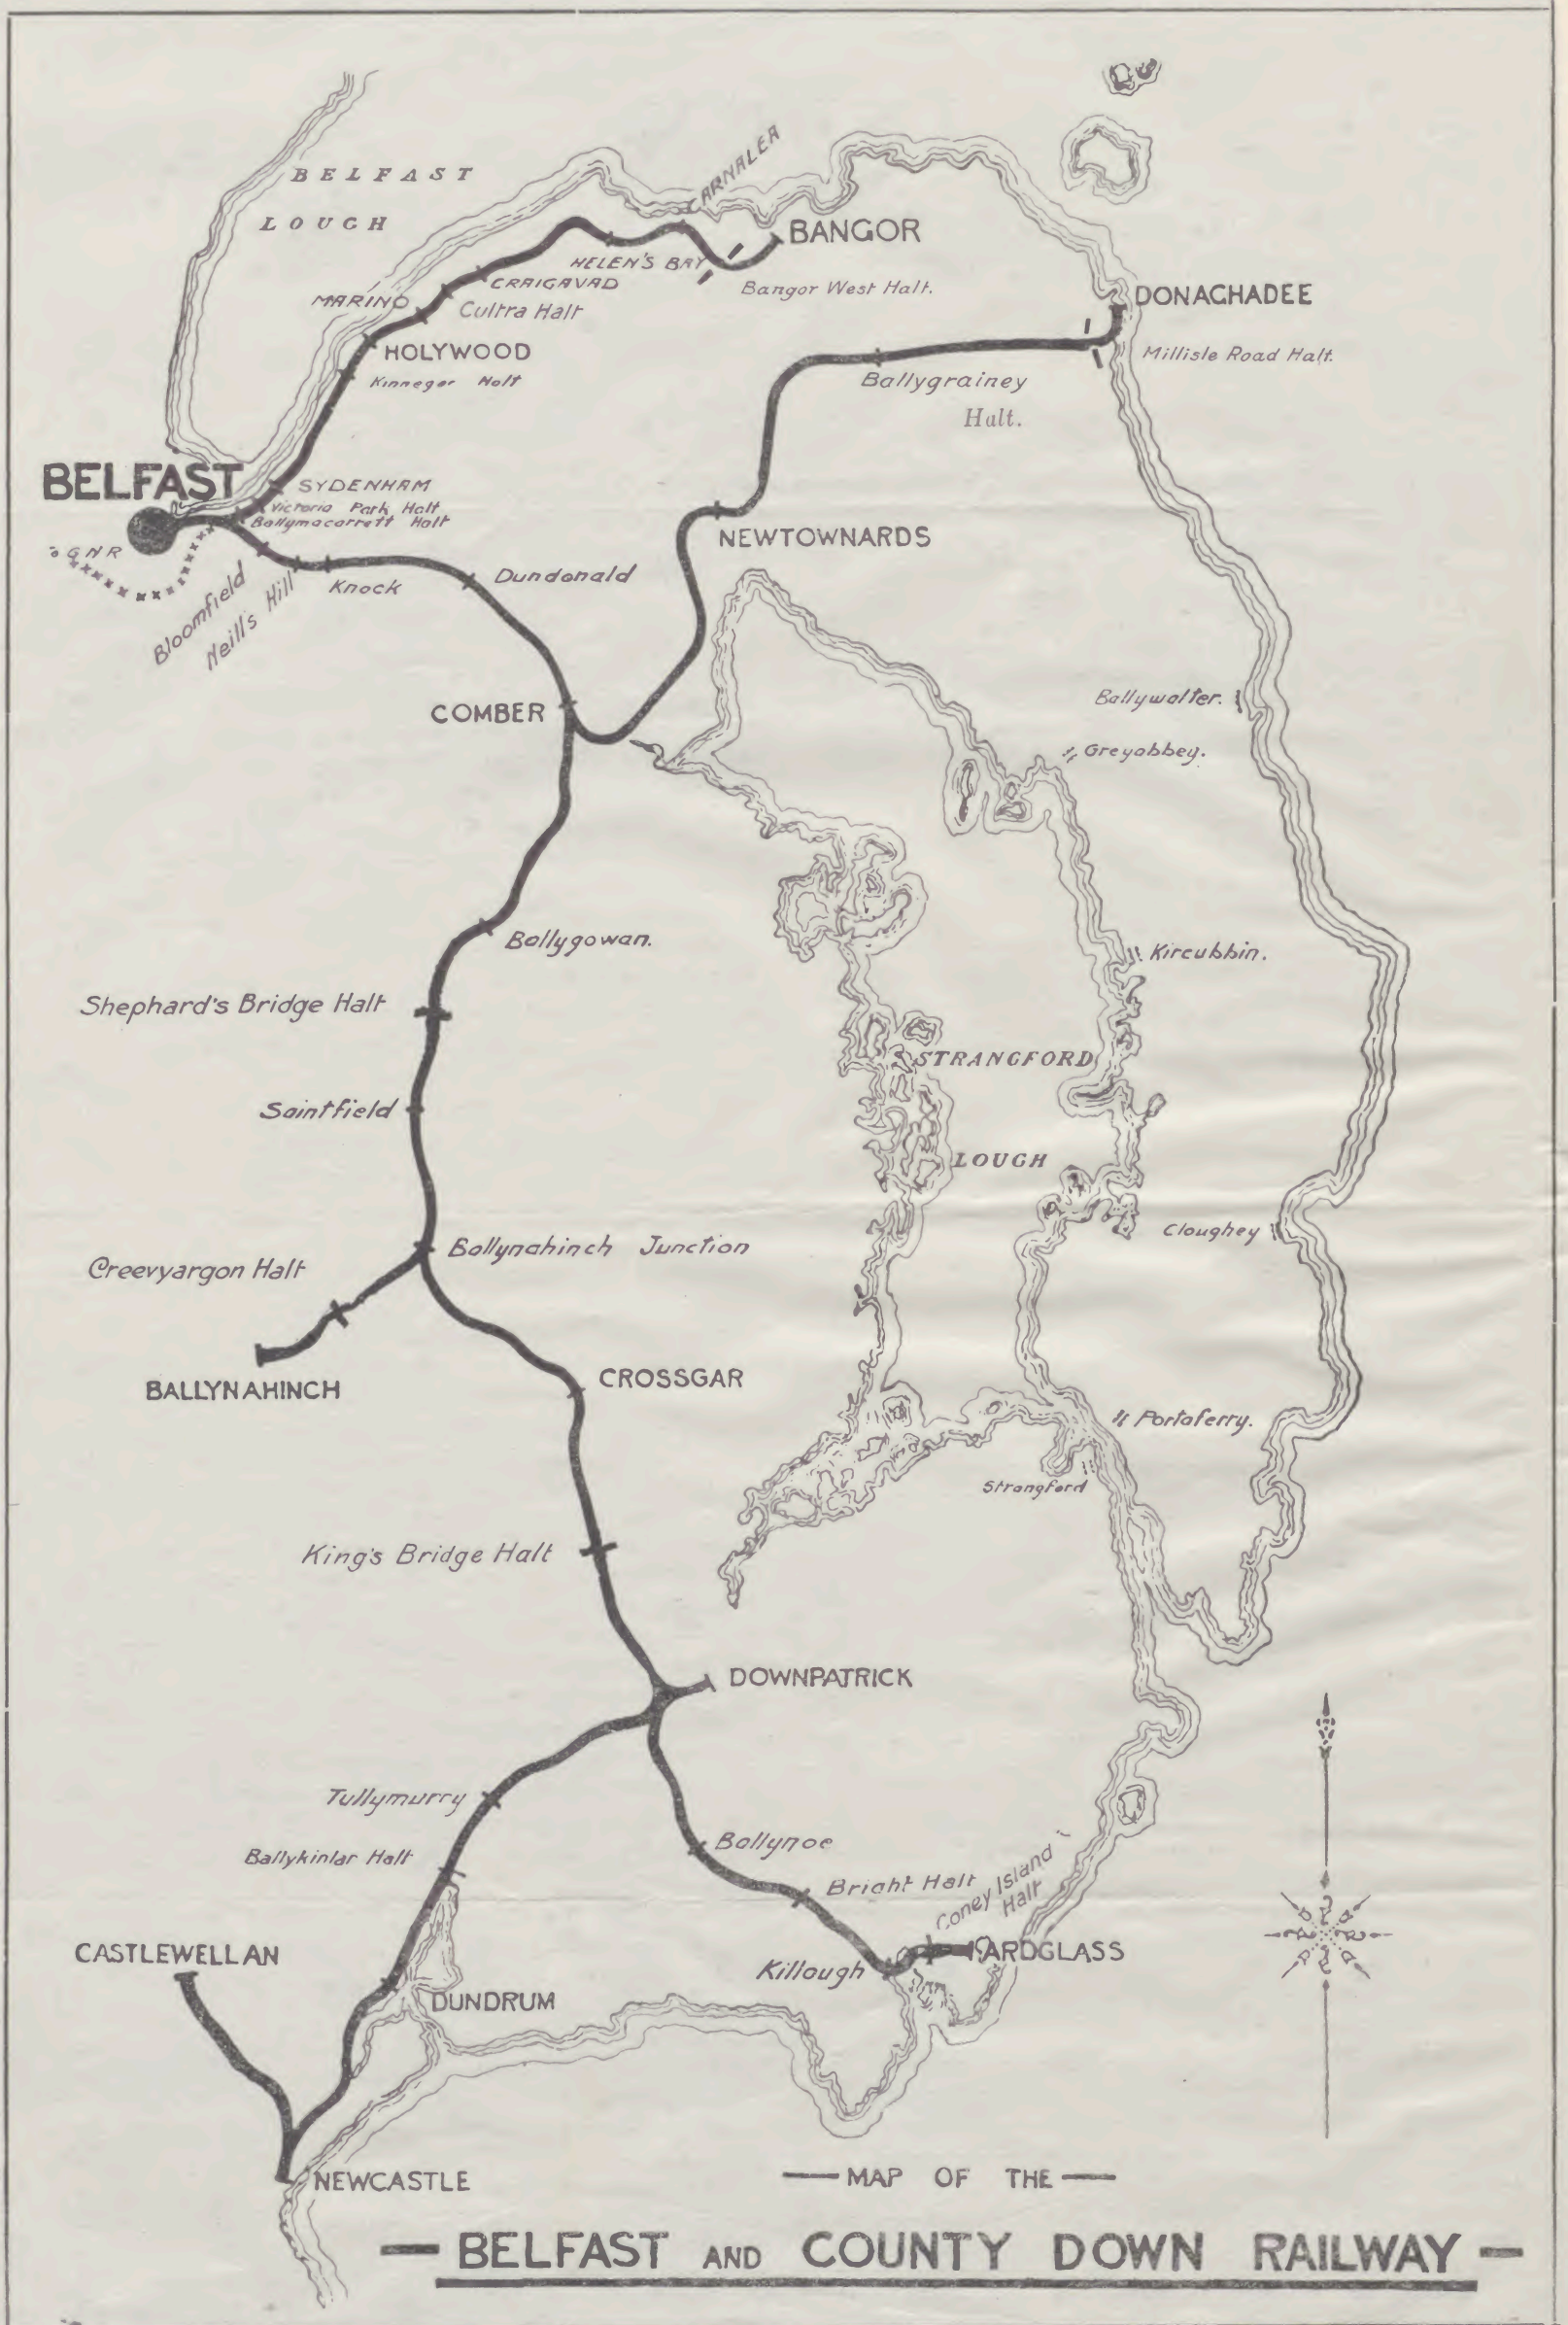 BELFAST
LOUGH
CARNALEA
BANGOR
HELEN'S BAY
CRAIGAVAD
Bangor West Halt.
MARINO
Cultra Halt
DONAGHADEE
HOLYWOOD
Millisle Road Halt.
Kinnegar Halt
Ballygrainey
Halt.
BELFAST
SYDENHAM
Victoria Park Halt
Ballymacarrett Halt
NEWTOWNARDS
GNR
Bloomfield
Neill's Hill
Knock
Dundonald
COMBER
Ballywalter.
Greyabbey.
Ballygowan.
Kircubbin.
Shephard's Bridge Halt
STRANGFORD
Saintfield
LOUGH
Cloughey
Ballynahinch Junction
Creevyargon Halt
BALLYNAHINCH
CROSSGAR
Portaferry.
Strangford
King's Bridge Halt
DOWNPATRICK
Tullymurry
Ballynoe
Ballykinlar Halt
Bright Halt
Coney Island
Halt
CASTLEWELLAN
ARDGLASS
Killough
DUNDRUM
NEWCASTLE
— MAP OF THE —
— BELFAST AND COUNTY DOWN RAILWAY —